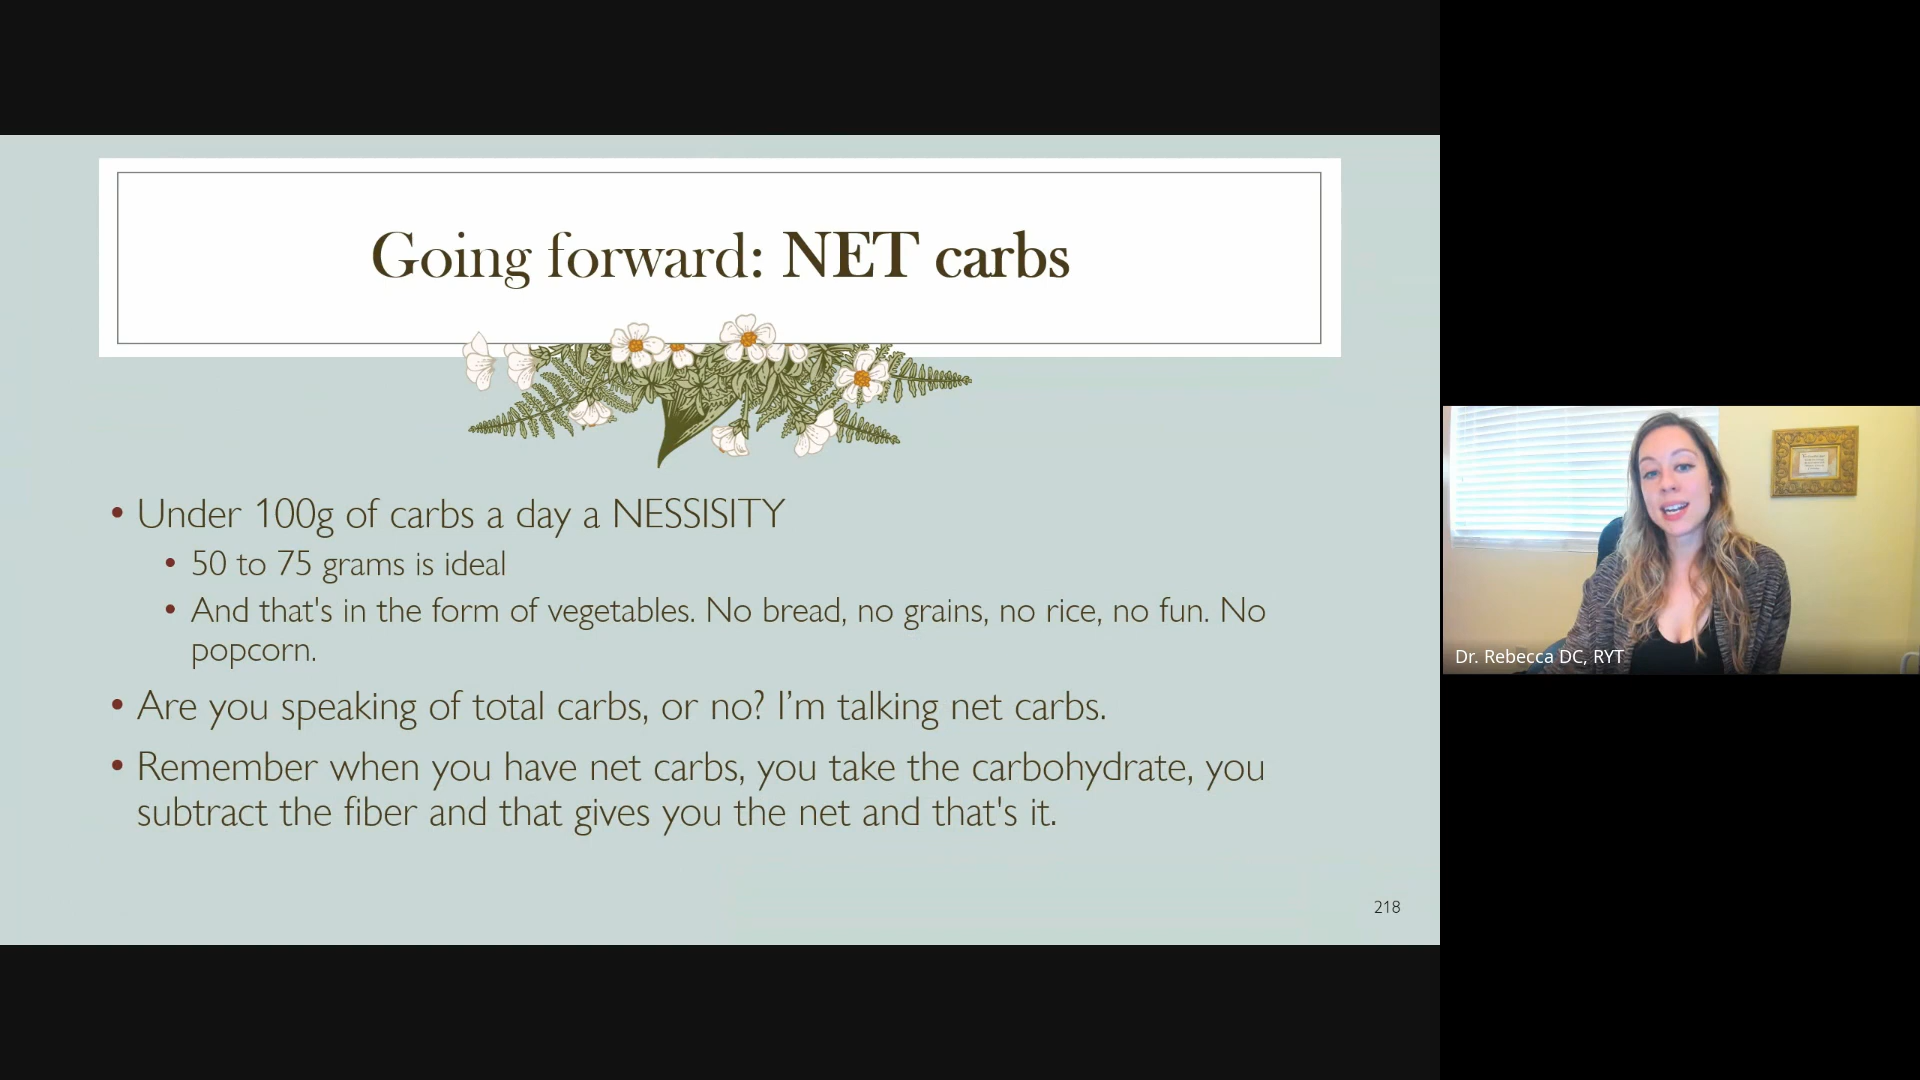 Going forward: NET carbs
• Under 100g of carbs a day a NESSISITY
• 50 to 75 grams is ideal
• And that's in the form of vegetables. No bread, no grains, no rice, no fun. No
popcorn.
• Are you speaking of total carbs, or no? I’m talking net carbs.
• Remember when you have net carbs, you take the carbohydrate, you
subtract the fiber and that gives you the net and that's it.
218
Dr. Rebecca DC, RYT